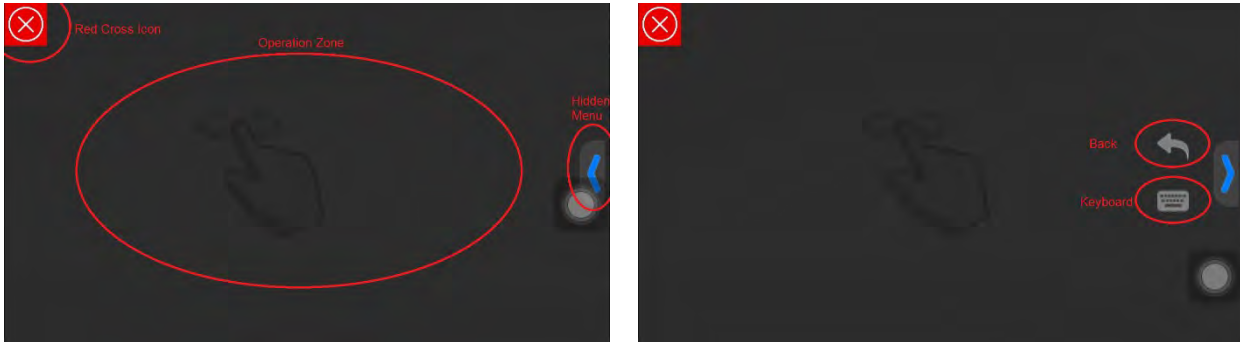 Red Cross Icon
Operation Zone
Hidden
Menu
Back
Keyboard